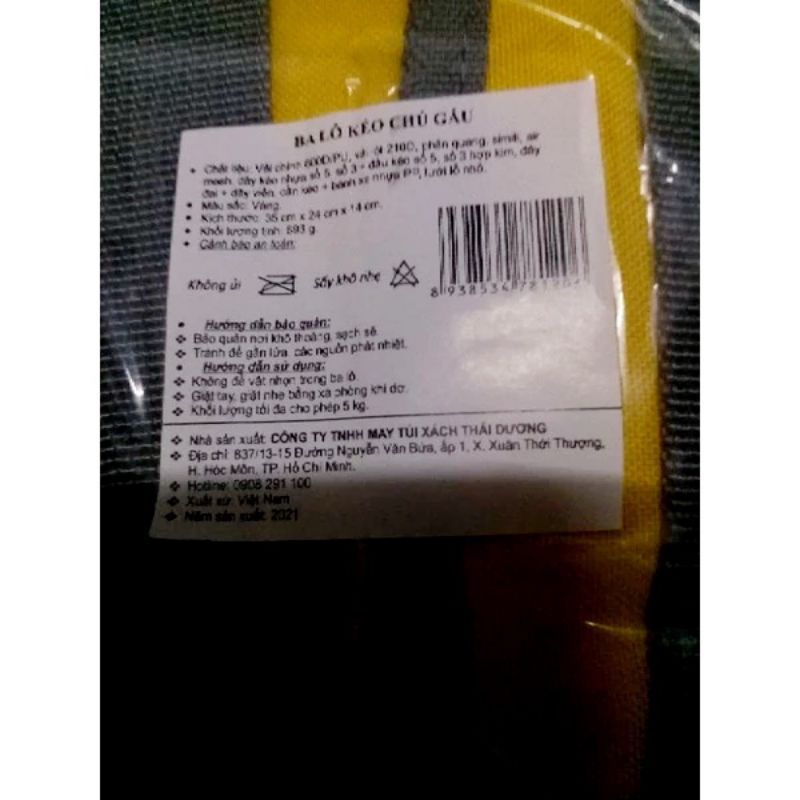 BA LÔ KÉO CHÚ GẤU
• Chất liệu: Vải chính 600D/PU, vải lót 210D, phản quang, simili, air
mesh, dây kéo nhựa số 5, số 3 + đầu kéo số 5, số 3 hợp kim, dây
đai + dây viền, cần kéo + bánh xe nhựa PP, lưới lỗ nhỏ.
• Màu sắc: Vàng.
• Kích thước: 35 cm x 24 cm x 14 cm.
• Khối lượng tịnh: 693 g.
• Cảnh báo an toàn:
Không ủi Sấy khô nhẹ
8 938534
• Hướng dẫn bảo quản:
❖ Bảo quản nơi khô thoáng, sạch sẽ.
❖ Tránh để gần lửa, các nguồn phát nhiệt.
• Hướng dẫn sử dụng:
❖ Không để vật nhọn trong ba lô.
❖ Giặt tay, giặt nhẹ bằng xà phòng khi dơ.
❖ Khối lượng tối đa cho phép 5 kg.
❖ Nhà sản xuất: CÔNG TY TNHH MAY TÚI XÁCH THÁI DƯƠNG
❖ Địa chỉ: 837/13-15 Đường Nguyễn Văn Bứa, ấp 1, X. Xuân Thới Thượng,
H. Hóc Môn, TP. Hồ Chí Minh.
❖ Hotline: 0908 291 100
❖ Xuất xứ: Việt Nam
❖ Năm sản xuất: 2021